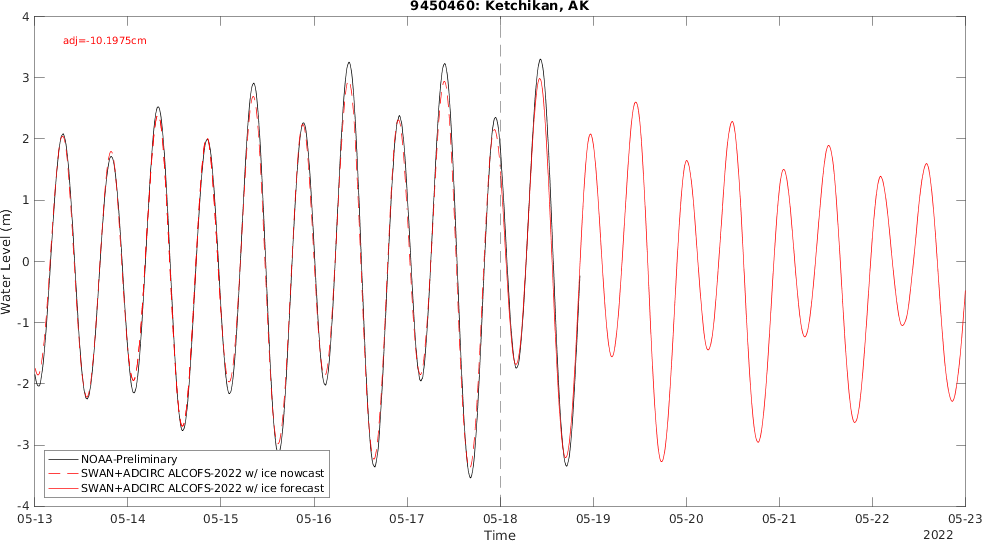 9450460: Ketchikan, AK
adj=-10.1975cm
4
3
2
1
0
-1
-2
-3
-4
Water Level (m)
NOAA-Preliminary
SWAN+ADCIRC ALCOFS-2022 w/ ice nowcast
SWAN+ADCIRC ALCOFS-2022 w/ ice forecast
05-13 05-14 05-15 05-16 05-17 05-18 05-19 05-20 05-21 05-22 05-23
Time
2022